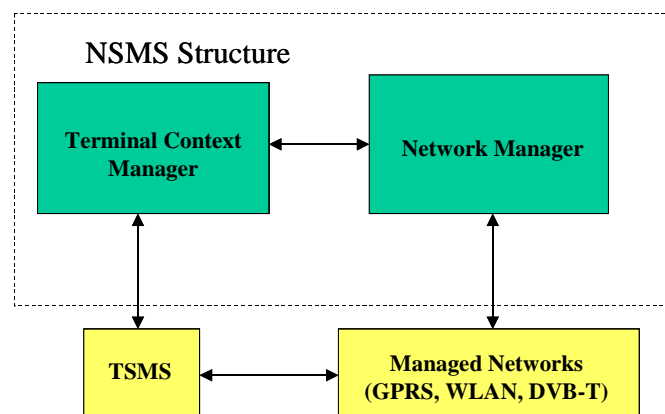 NSMS Structure
Terminal Context
Manager
Network Manager
TSMS
Managed Networks
(GPRS, WLAN, DVB-T)